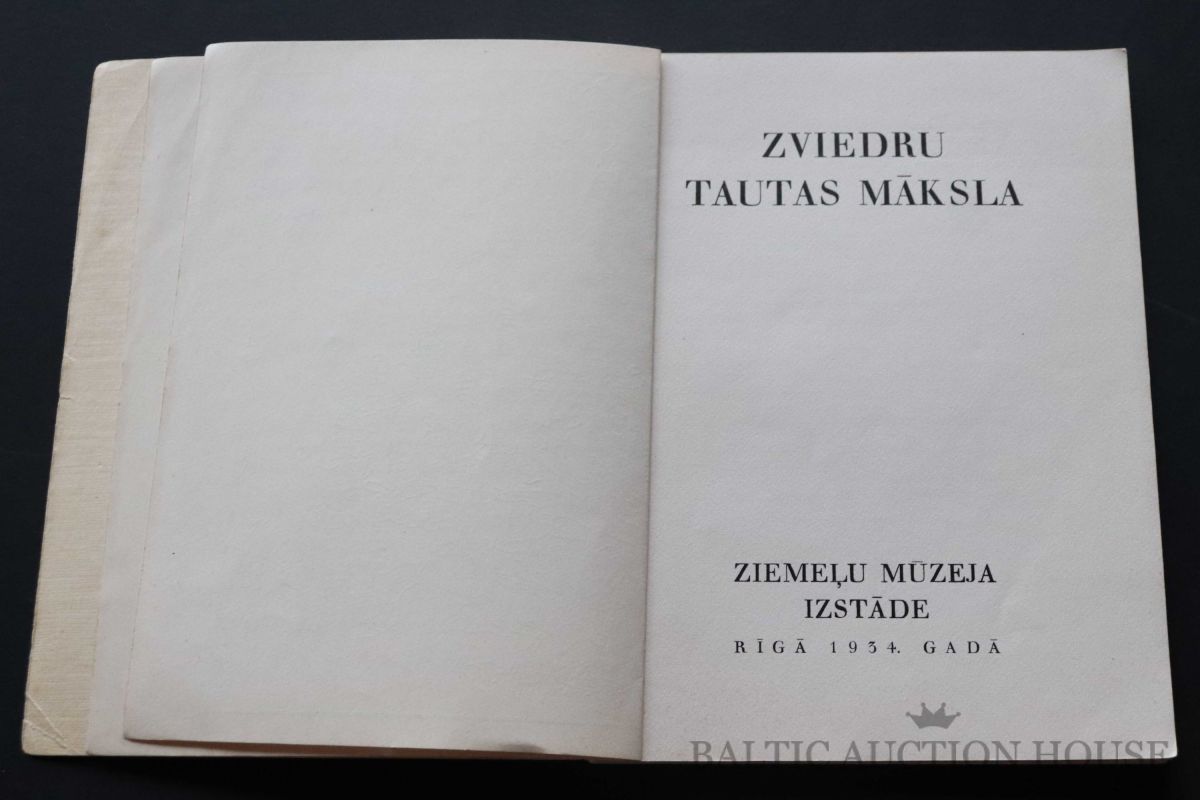 ZVIEDRU
TAUTAS MĀKSLA
ZIEMEĻU MŪZEJA
IZSTĀDE
RĪGĀ 1934. GADĀ
BALTIC AUCTION HOUSE